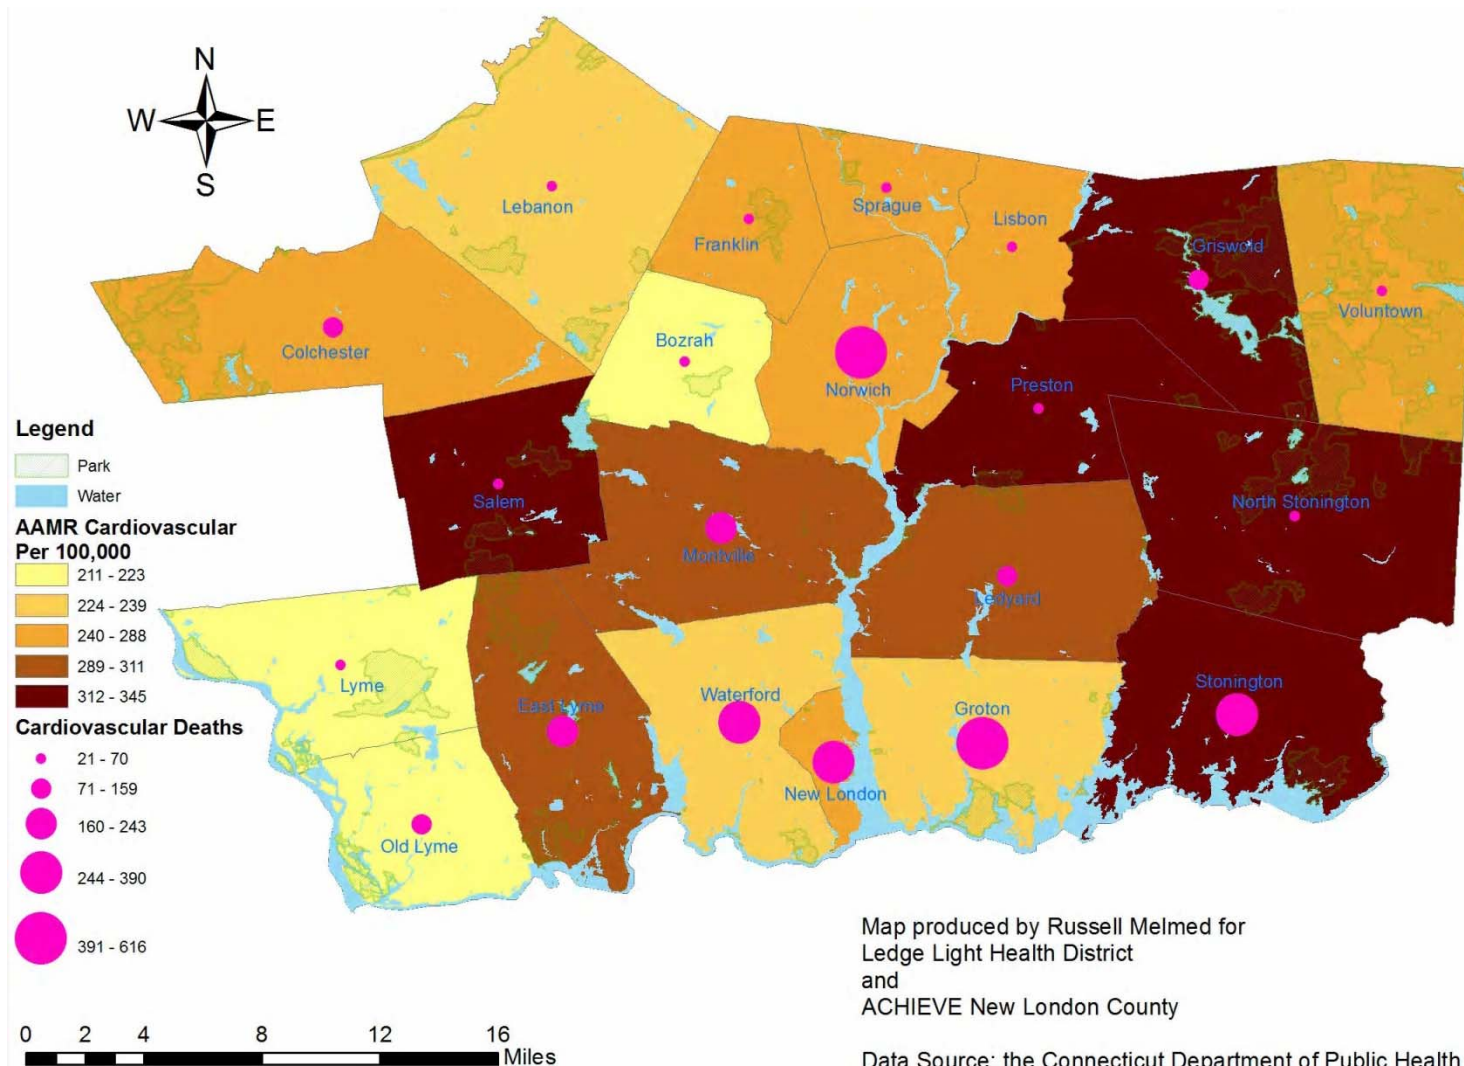 N
W E
S
Lebanon
Franklin
Sprague
Lisbon
Griswold
Voluntown
Colchester
Bozrah
Norwich
Preston
Salem
Montville
North Stonington
Ledyard
Lyme
East Lyme
Waterford
Groton
Stonington
New London
Old Lyme
Legend
Park
Water
AAMR Cardiovascular
Per 100,000
211 - 223
224 - 239
240 - 288
289 - 311
312 - 345
Cardiovascular Deaths
21 - 70
71 - 159
160 - 243
244 - 390
391 - 616
0 2 4 8 12 16
Miles
Map produced by Russell Melmed for
Ledge Light Health District
and
ACHIEVE New London County
Data Source: the Connecticut Department of Public Health